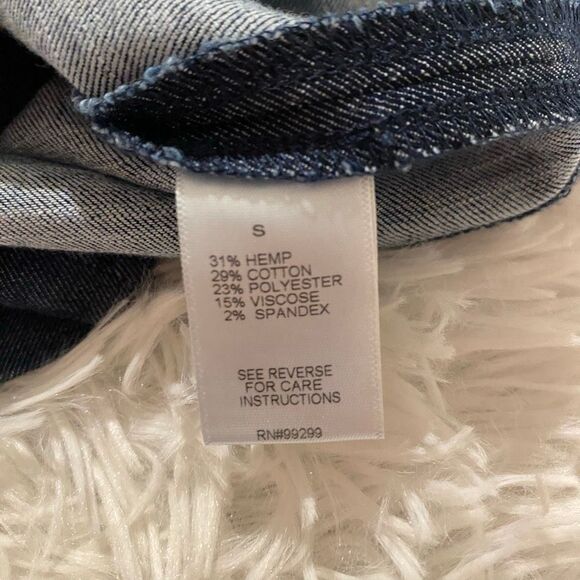 S
31% HEMP
29% COTTON
23% POLYESTER
15% VISCOSE
2% SPANDEX
SEE REVERSE
FOR CARE
INSTRUCTIONS
RN#99299